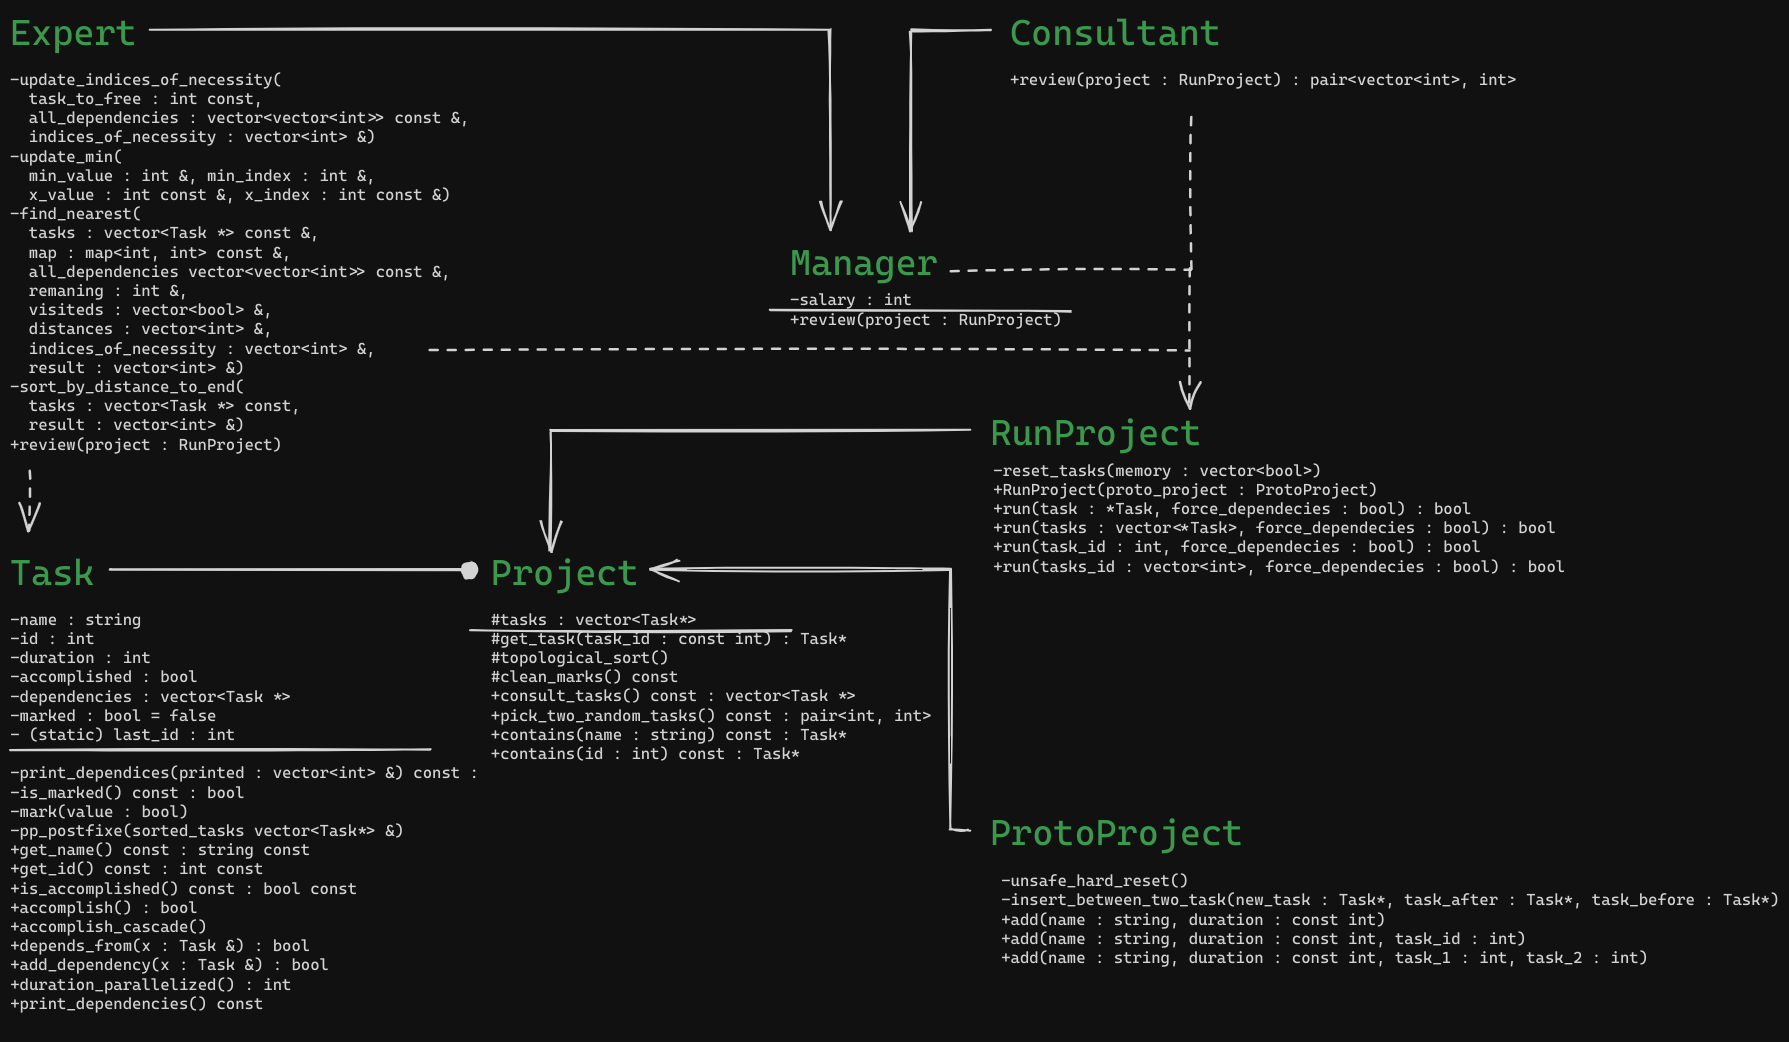 Expert
-update_indices_of_necessity(
task_to_free : int const,
all_dependencies : vector<vector<int>> const &,
indices_of_necessity : vector<int> &)
-update_min(
min_value : int &, min_index : int &,
x_value : int const &, x_index : int const &)
-find_nearest(
tasks : vector<Task *> const &,
map : map<int, int> const &,
all_dependencies vector<vector<int>> const &,
remaning : int &,
visiteds : vector<bool> &,
distances : vector<int> &,
indices_of_necessity : vector<int> &,
result : vector<int> &)
-sort_by_distance_to_end(
tasks : vector<Task *> const,
result : vector<int> &)
+review(project : RunProject)
Consultant
+review(project : RunProject) : pair<vector<int>, int>
Manager
-salary : int
+review(project : RunProject)
RunProject
-reset_tasks(memory : vector<bool>)
+RunProject(proto_project : ProtoProject)
+run(task : *Task, force_dependecies : bool) : bool
+run(tasks : vector<*Task>, force_dependecies : bool) : bool
+run(task_id : int, force_dependecies : bool) : bool
+run(tasks_id : vector<int>, force_dependecies : bool) : bool
Task
-name : string
-id : int
-duration : int
-accomplished : bool
-dependencies : vector<Task *>
-marked : bool = false
- (static) last_id : int
-print_dependices(printed : vector<int> &) const :
-is_marked() const : bool
-mark(value : bool)
-pp_postfixe(sorted_tasks vector<Task*> &)
+get_name() const : string const
+get_id() const : int const
+is_accomplished() const : bool const
+accomplish() : bool
+accomplish_cascade()
+depends_from(x : Task &) : bool
+add_dependency(x : Task &) : bool
+duration_parallelized() : int
+print_dependencies() const
Project
#tasks : vector<Task*>
#get_task(task_id : const int) : Task*
#topological_sort()
#clean_marks() const
+consult_tasks() const : vector<Task *>
+pick_two_random_tasks() const : pair<int, int>
+contains(name : string) const : Task*
+contains(id : int) const : Task*
ProtoProject
-unsafe_hard_reset()
-insert_between_two_task(new_task : Task*, task_after : Task*, task_before : Task*)
+add(name : string, duration : const int)
+add(name : string, duration : const int, task_id : int)
+add(name : string, duration : const int, task_1 : int, task_2 : int)